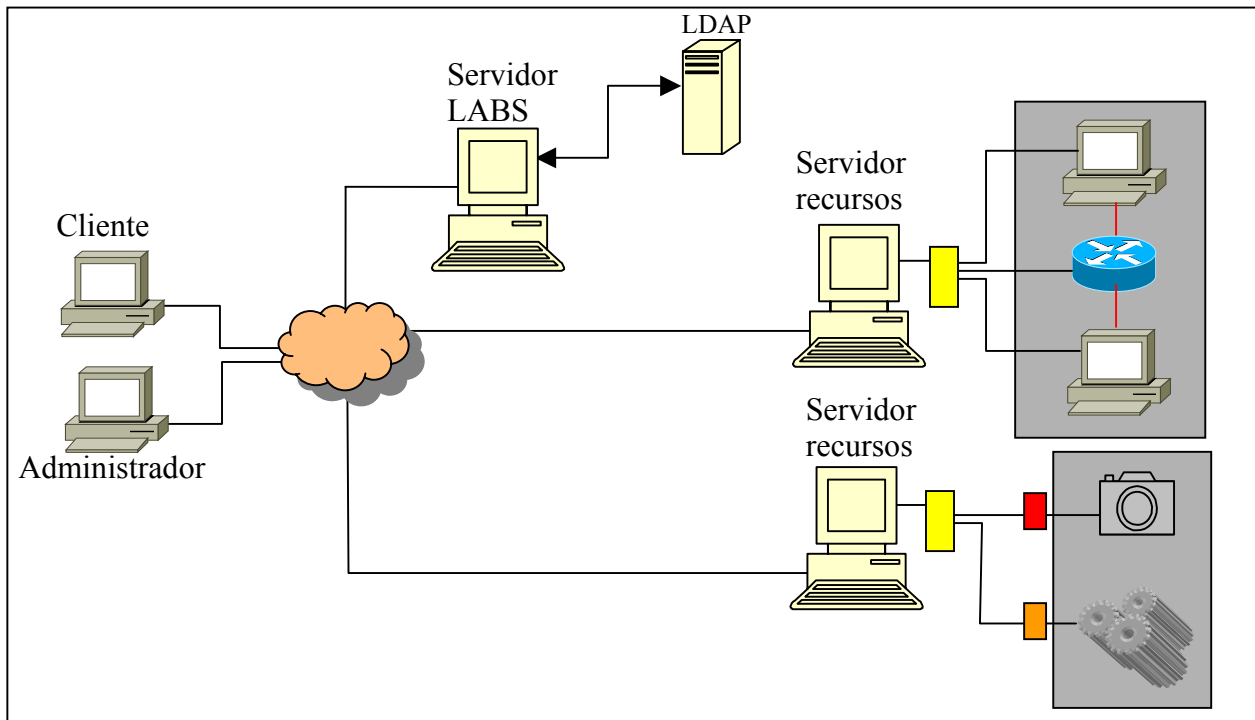 LDAP
Servidor
LABS
Servidor
recursos
Cliente
Administrador
Servidor
recursos